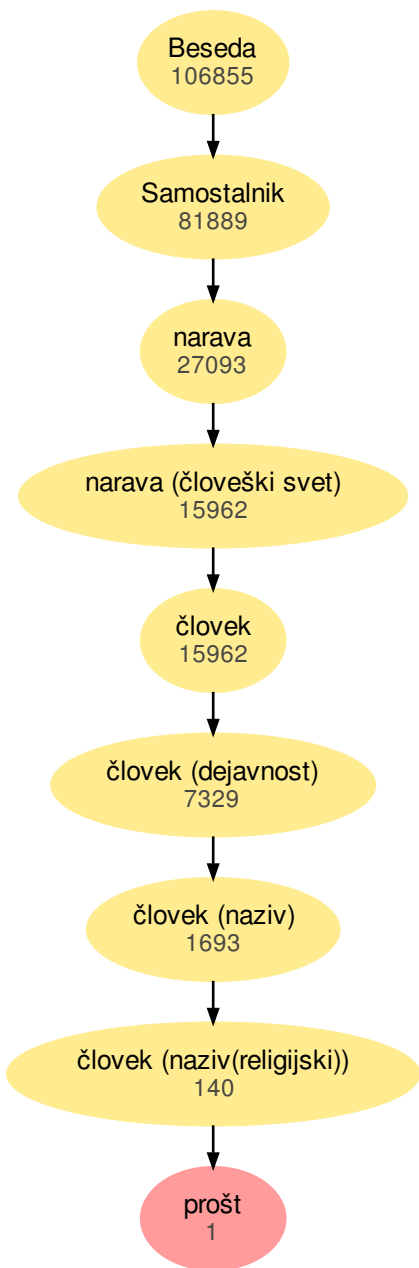 Beseda
106855
Samostalnik
81889
narava
27093
narava (človeški svet)
15962
človek
15962
človek (dejavnost)
7329
človek (naziv)
1693
človek (naziv(religijski))
140
prošt
1